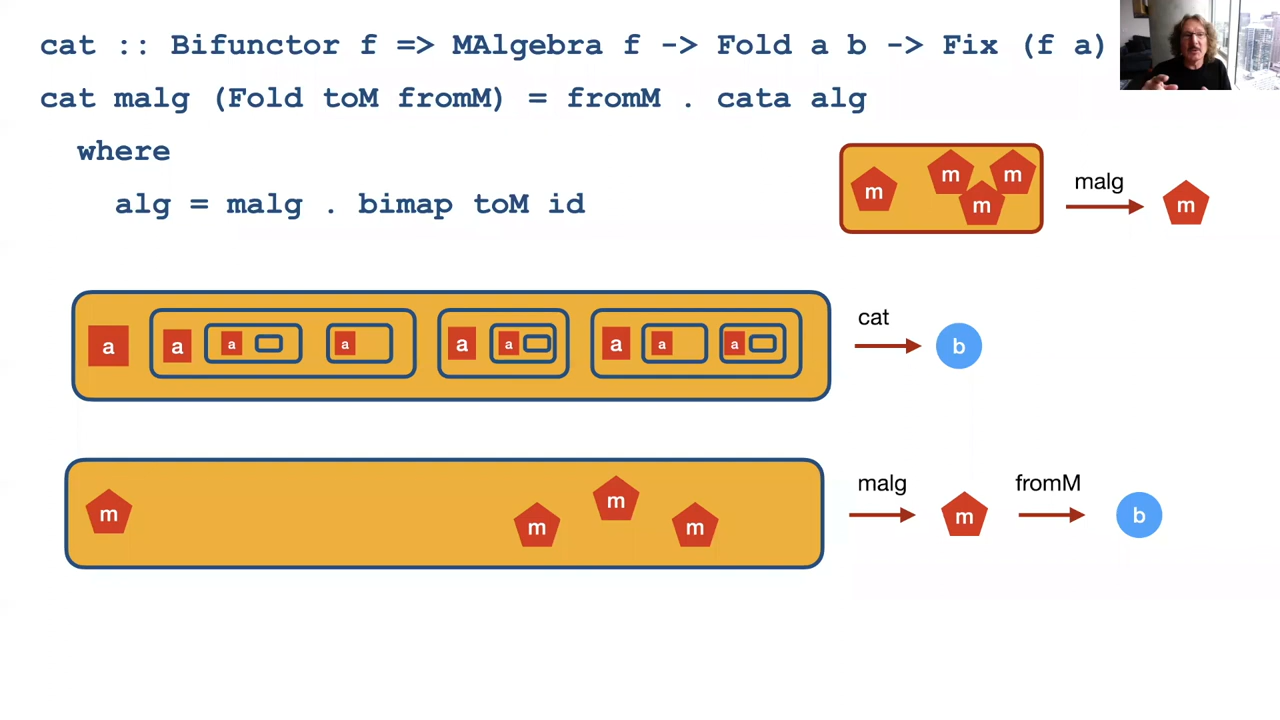 cat :: Bifunctor f => MAlgebra f -> Fold a b -> Fix (f a)
cat malg (Fold toM fromM) = fromM . cata alg
where
alg = malg . bimap toM id
m m m m malg m
a a a a a a a a a a cat b
m m m m malg m fromM b